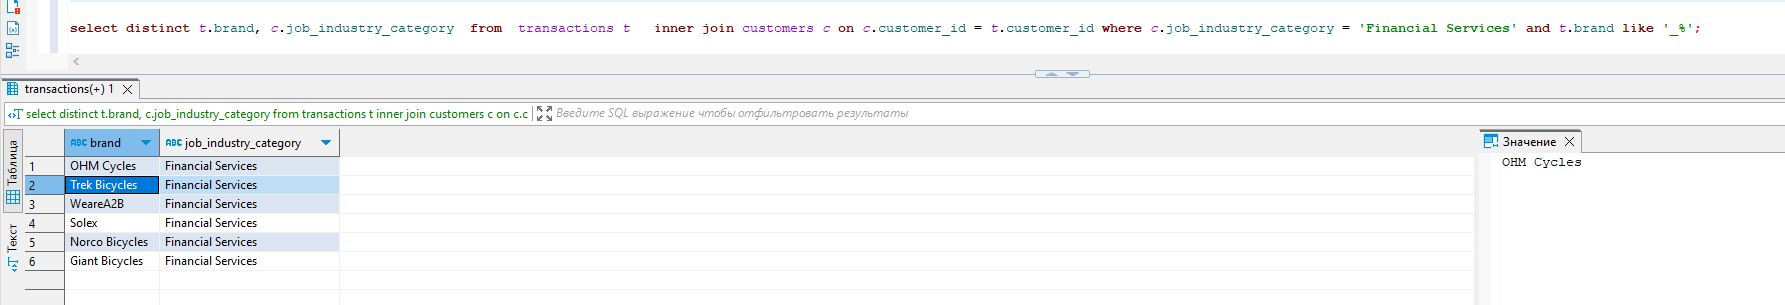 select distinct t.brand, c.job_industry_category from transactions t inner join customers c on c.customer_id = t.customer_id where c.job_industry_category = 'Financial Services' and t.brand like '_%';
transactions(+) 1
select distinct t.brand, c.job_industry_category from transactions t inner join customers c on c.c
Введите SQL выражение чтобы отфильтровать результаты
Таблица
Текст
ABC brand
ABC job_industry_category
1 OHM Cycles Financial Services
2 Trek Bicycles Financial Services
3 WeareA2B Financial Services
4 Solex Financial Services
5 Norco Bicycles Financial Services
6 Giant Bicycles Financial Services
Значение
OHM Cycles